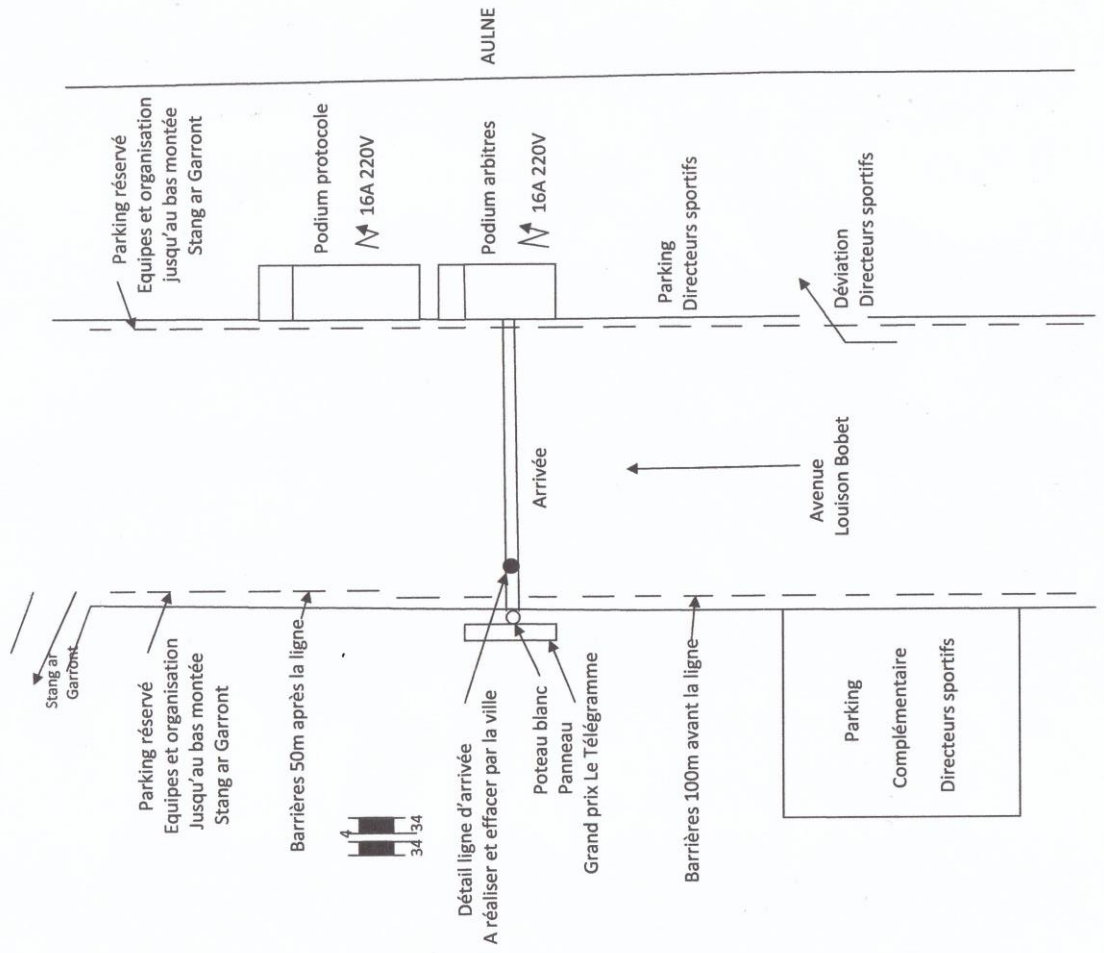 AULNE
Parking réservé
Equipes et organisation
jusqu'au bas montée
Stang ar Garront
Podium protocole
16A 220V
Podium arbitres
16A 220V
Parking
Directeurs sportifs
Déviation
Directeurs sportifs
Arrivée
Avenue
Louison Bobet
Stang ar
Garront
Parking réservé
Equipes et organisation
Jusqu'au bas montée
Stang ar Garront
Barrières 50m après la ligne
4
34
34
Détail ligne d'arrivée
A réaliser et effacer par la ville
Poteau blanc
Panneau
Grand prix Le Télégramme
Barrières 100m avant la ligne
Parking
Complémentaire
Directeurs sportifs